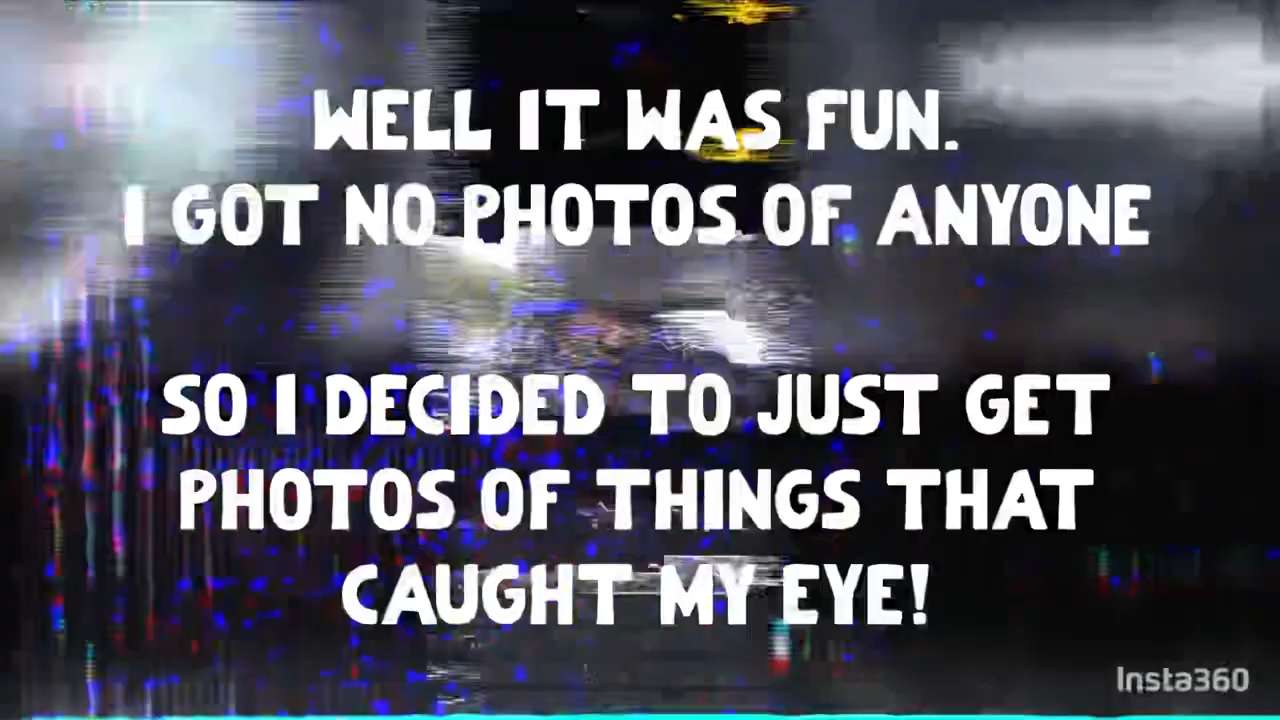 WELL IT WAS FUN.
I GOT NO PHOTOS OF ANYONE
SO I DECIDED TO JUST GET
PHOTOS OF THINGS THAT
CAUGHT MY EYE!
Insta360